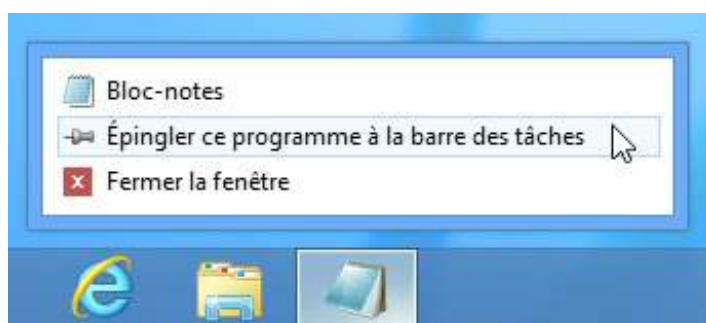 Bloc-notes
Épingler ce programme à la barre des tâches
Fermer la fenêtre